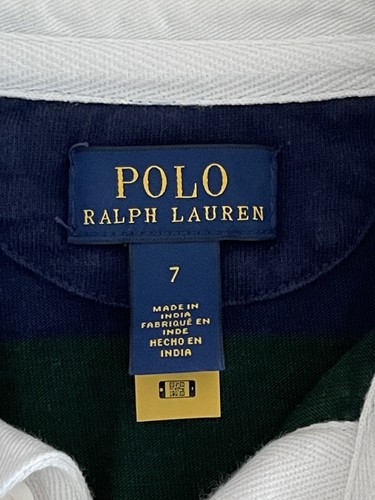 POLO
RALPH LAUREN
7
MADE IN
INDIA
FABRIQUÉ EN
INDE
HECHO EN
INDIA